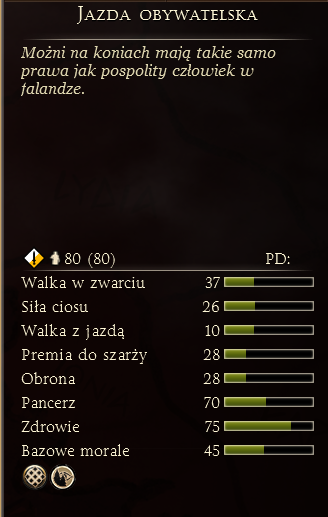 Jazda obywatelska
Możni na koniach mają takie samo
prawa jak pospolity człowiek w
falandze.
80 (80) PD:
Walka w zwarciu 37
Siła ciosu 26
Walka z jazdą 10
Premia do szarży 28
Obrona 28
Pancerz 70
Zdrowie 75
Bazowe morale 45